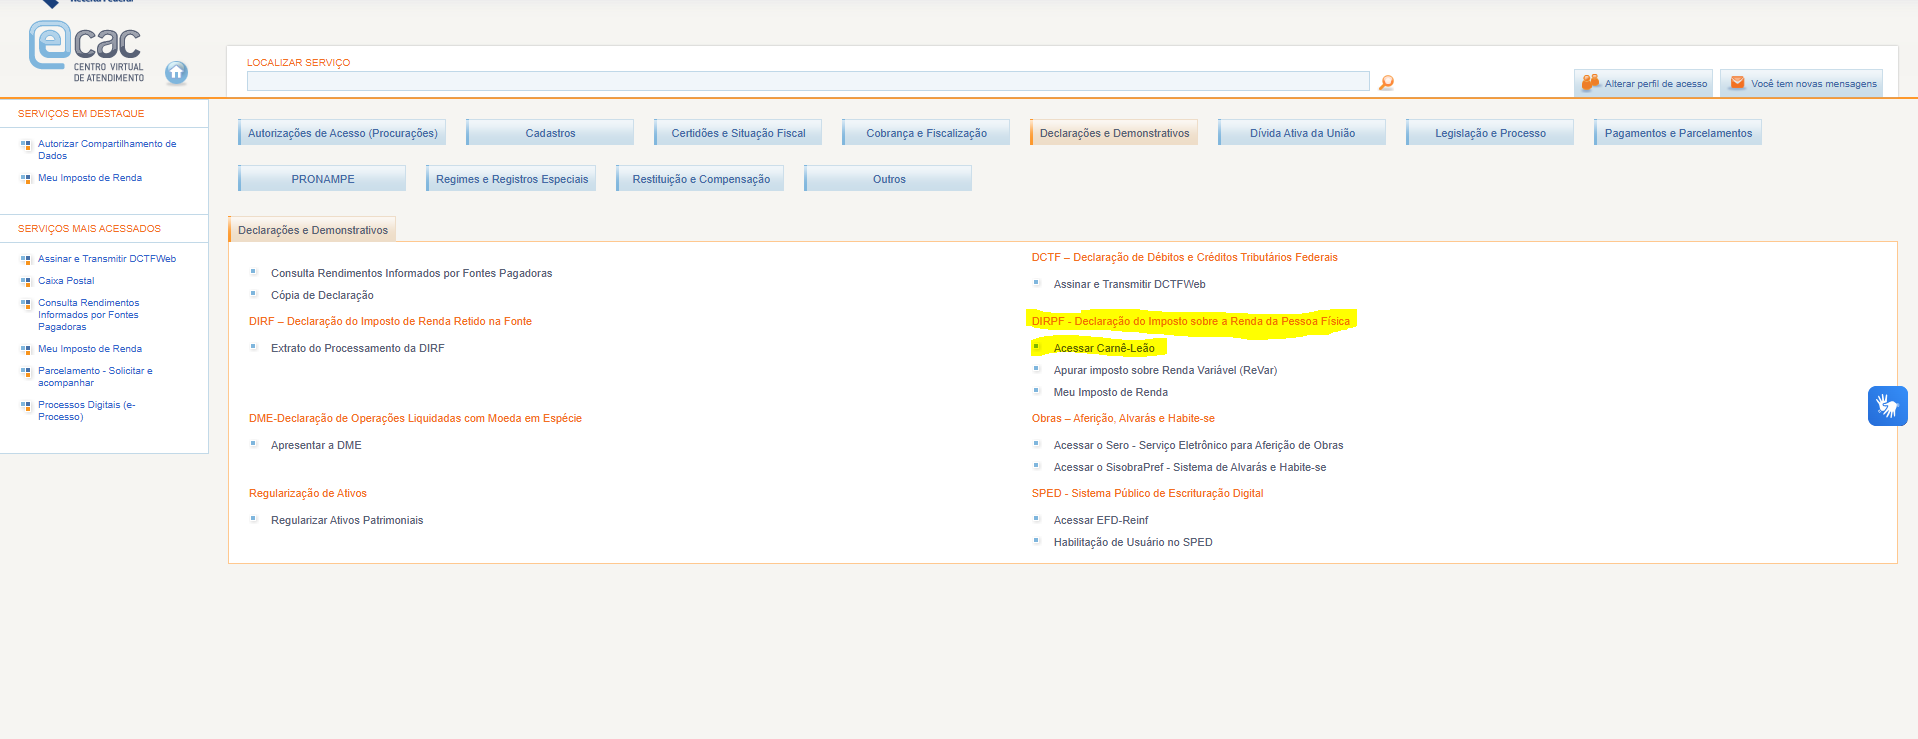 Receita Federal
ecac
CENTRO VIRTUAL
DE ATENDIMENTO
LOCALIZAR SERVIÇO
Alterar perfil de acesso
Você tem novas mensagens
SERVIÇOS EM DESTAQUE
Autorizar Compartilhamento de
Dados
Meu Imposto de Renda
SERVIÇOS MAIS ACESSADOS
Assinar e Transmitir DCTFWeb
Caixa Postal
Consulta Rendimentos
Informados por Fontes
Pagadoras
Meu Imposto de Renda
Parcelamento - Solicitar e
acompanhar
Processos Digitais (e-
Processo)
Autorizações de Acesso (Procurações)
Cadastros
Certidões e Situação Fiscal
Cobrança e Fiscalização
Declarações e Demonstrativos
Dívida Ativa da União
Legislação e Processo
Pagamentos e Parcelamentos
PRONAMPE
Regimes e Registros Especiais
Restituição e Compensação
Outros
Declarações e Demonstrativos
Consulta Rendimentos Informados por Fontes Pagadoras
Cópia de Declaração
DIRF – Declaração do Imposto de Renda Retido na Fonte
Extrato do Processamento da DIRF
DME-Declaração de Operações Liquidadas com Moeda em Espécie
Apresentar a DME
Regularização de Ativos
Regularizar Ativos Patrimoniais
DCTF – Declaração de Débitos e Créditos Tributários Federais
Assinar e Transmitir DCTFWeb
DIRPF - Declaração do Imposto sobre a Renda da Pessoa Física
Acessar Carnê-Leão
Apurar imposto sobre Renda Variável (ReVar)
Meu Imposto de Renda
Obras – Aferição, Alvarás e Habite-se
Acessar o Sero - Serviço Eletrônico para Aferição de Obras
Acessar o SisobraPref - Sistema de Alvarás e Habite-se
SPED - Sistema Público de Escrituração Digital
Acessar EFD-Reinf
Habilitação de Usuário no SPED